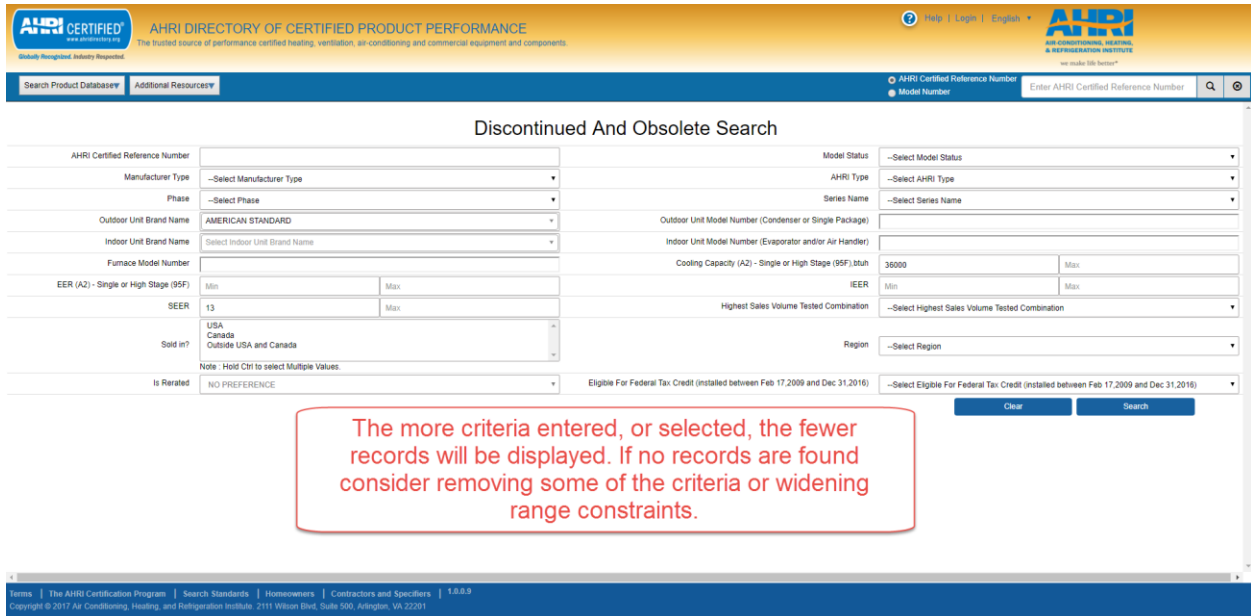 AHRI CERTIFIED®
www.ahridirectory.org
Globally Recognized. Industry Respected.
AHRI DIRECTORY OF CERTIFIED PRODUCT PERFORMANCE
The trusted source of performance certified heating, ventilation, air-conditioning and commercial equipment and components.
Help | Login | English
AHRI
AIR-CONDITIONING, HEATING,
& REFRIGERATION INSTITUTE
we make life better®
Search Product Database
Additional Resources
AHRI Certified Reference Number
Model Number
Enter AHRI Certified Reference Number
Discontinued And Obsolete Search
AHRI Certified Reference Number
Model Status --Select Model Status
Manufacturer Type --Select Manufacturer Type
AHRI Type --Select AHRI Type
Phase --Select Phase
Series Name --Select Series Name
Outdoor Unit Brand Name AMERICAN STANDARD
Outdoor Unit Model Number (Condenser or Single Package)
Indoor Unit Brand Name Select Indoor Unit Brand Name
Indoor Unit Model Number (Evaporator and/or Air Handler)
Furnace Model Number
Cooling Capacity (A2) - Single or High Stage (95F),btuh 36000 Max
EER (A2) - Single or High Stage (95F) Min Max
IEER Min Max
SEER 13 Max
Highest Sales Volume Tested Combination --Select Highest Sales Volume Tested Combination
Sold in?
USA
Canada
Outside USA and Canada
Note : Hold Ctrl to select Multiple Values.
Region --Select Region
Is Rerated NO PREFERENCE
Eligible For Federal Tax Credit (installed between Feb 17,2009 and Dec 31,2016) --Select Eligible For Federal Tax Credit (installed between Feb 17,2009 and Dec 31,2016)
Clear Search
The more criteria entered, or selected, the fewer
records will be displayed. If no records are found
consider removing some of the criteria or widening
range constraints.
Terms | The AHRI Certification Program | Search Standards | Homeowners | Contractors and Specifiers | 1.0.0.9
Copyright © 2017 Air Conditioning, Heating, and Refrigeration Institute. 2111 Wilson Blvd, Suite 500, Arlington, VA 22201